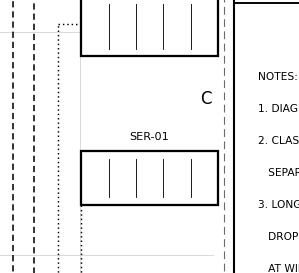 C
SER-01
NOTES:
1. DIAG
2. CLAS
SEPAR
3. LONG
DROP
AT WI